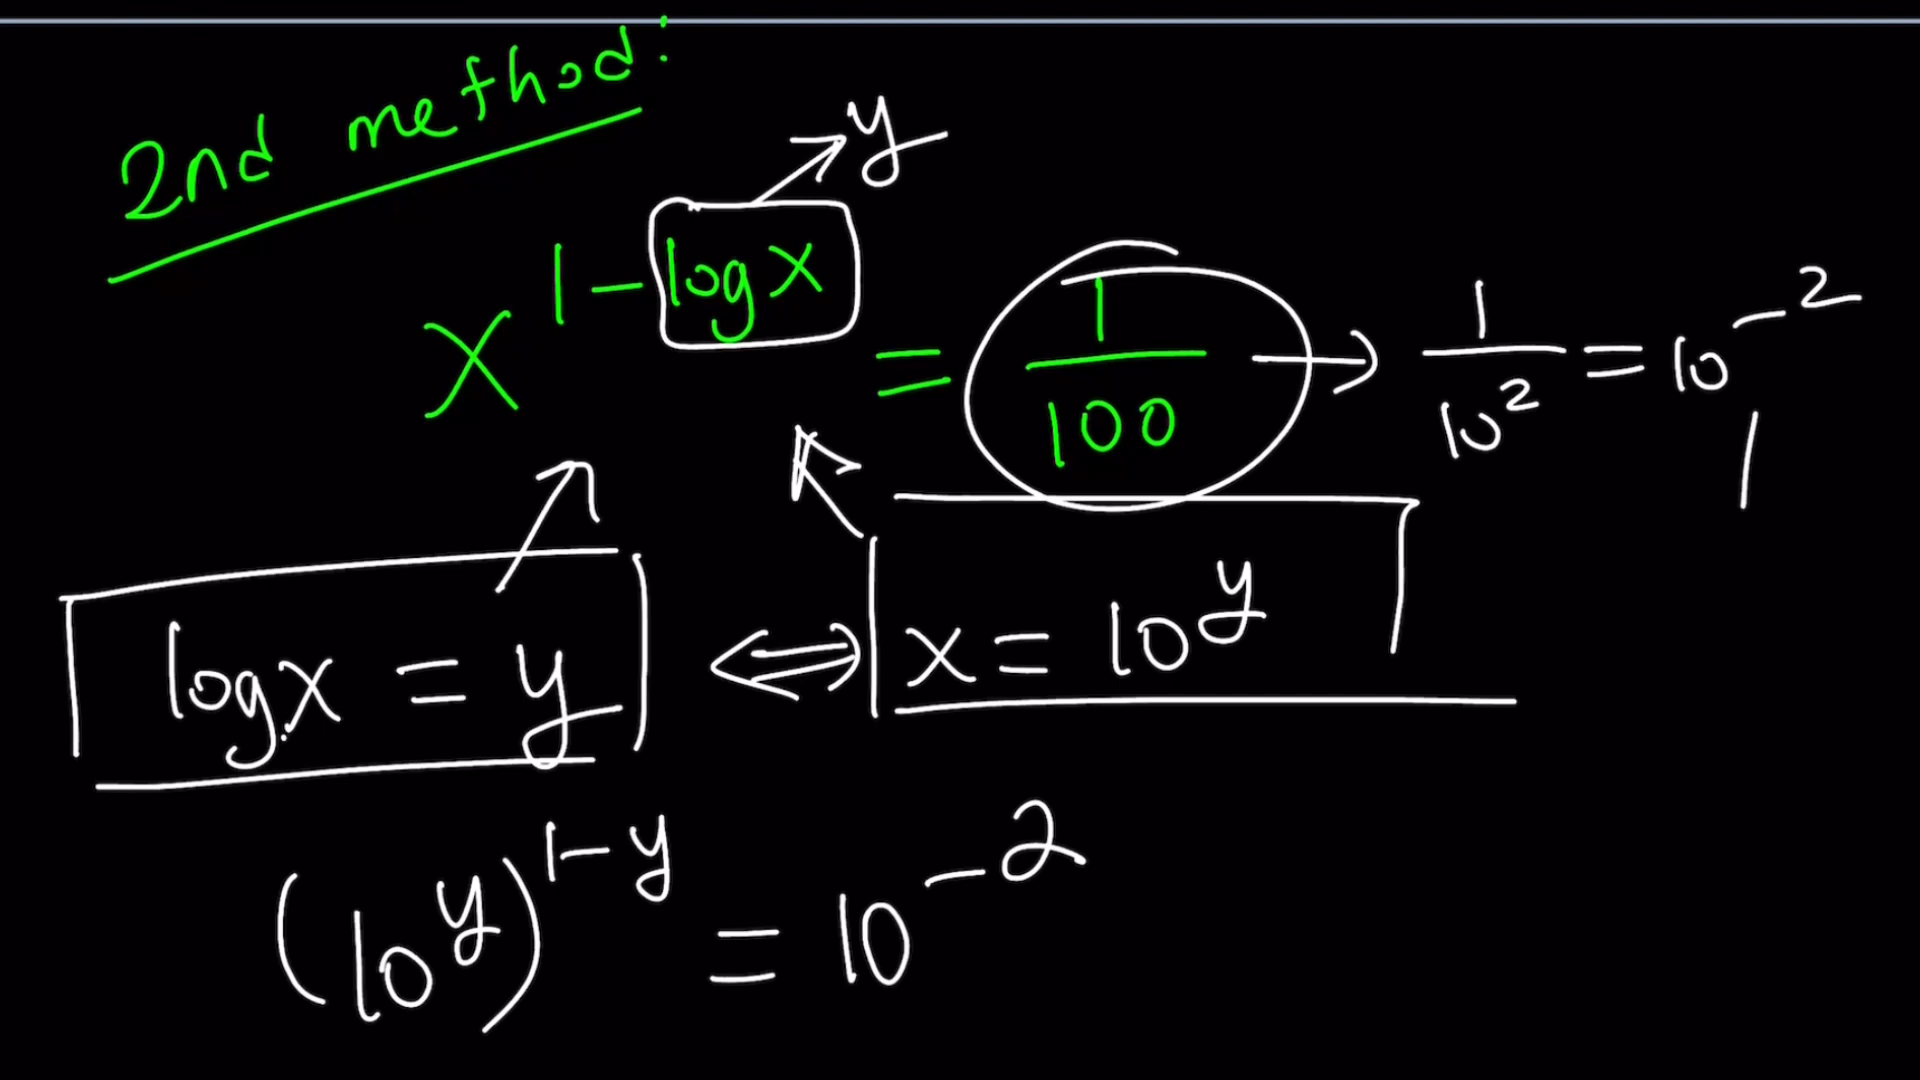 2nd method:
y
x^(1-log x) = 1/100 → 1/10^2 = 10^-2
log x = y ⟺ x = 10^y
(10^y)^(1-y) = 10^-2